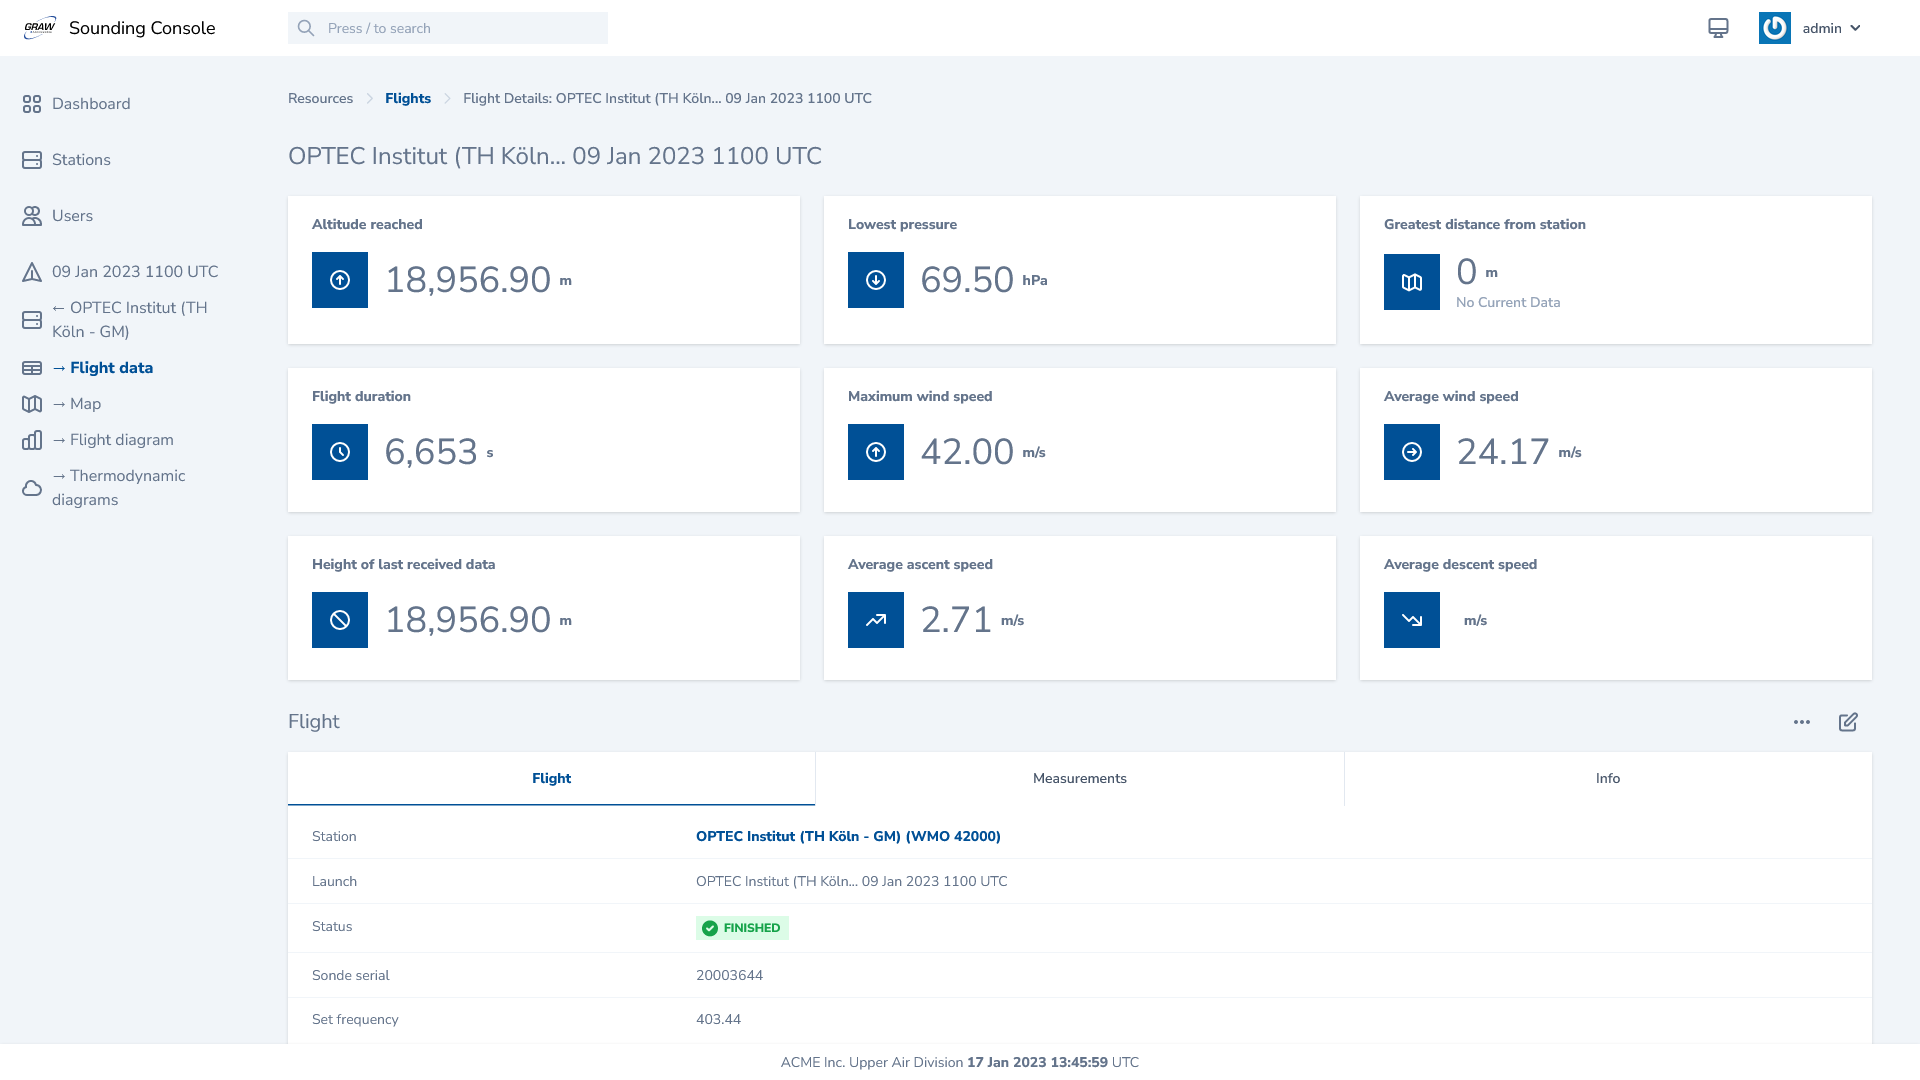 GRAW
Sounding Console
Press / to search
admin
Dashboard
Stations
Users
09 Jan 2023 1100 UTC
← OPTEC Institut (TH
Köln - GM)
→ Flight data
→ Map
→ Flight diagram
→ Thermodynamic
diagrams
Resources
Flights
Flight Details: OPTEC Institut (TH Köln... 09 Jan 2023 1100 UTC
OPTEC Institut (TH Köln... 09 Jan 2023 1100 UTC
Altitude reached
18,956.90 m
Lowest pressure
69.50 hPa
Greatest distance from station
0 m
No Current Data
Flight duration
6,653 s
Maximum wind speed
42.00 m/s
Average wind speed
24.17 m/s
Height of last received data
18,956.90 m
Average ascent speed
2.71 m/s
Average descent speed
m/s
Flight
Flight
Measurements
Info
Station
OPTEC Institut (TH Köln - GM) (WMO 42000)
Launch
OPTEC Institut (TH Köln... 09 Jan 2023 1100 UTC
Status
FINISHED
Sonde serial
20003644
Set frequency
403.44
ACME Inc. Upper Air Division 17 Jan 2023 13:45:59 UTC